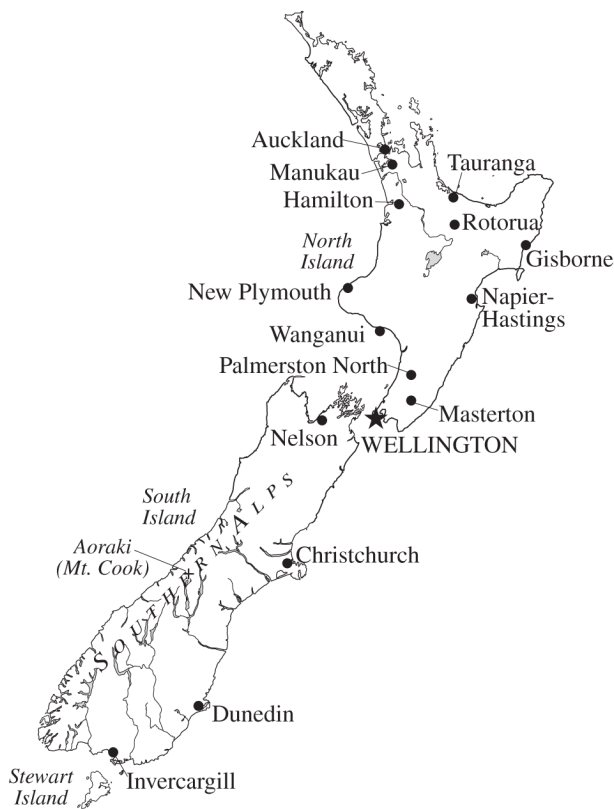 Auckland
Manukau
Tauranga
Hamilton
Rotorua
North
Island
Gisborne
New Plymouth
Napier-
Hastings
Wanganui
Palmerston North
Masterton
Nelson
WELLINGTON
South
Island
SOUTHERN ALPS
Aoraki
(Mt. Cook)
Christchurch
Dunedin
Stewart
Island
Invercargill